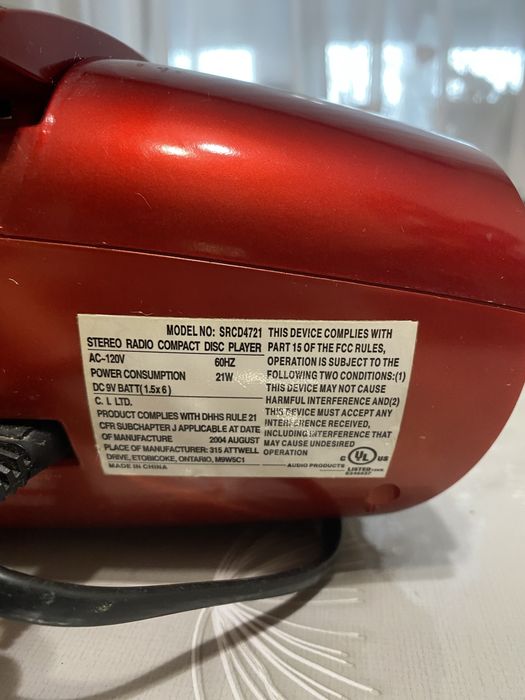 MODEL NO: SRCD4721
STEREO RADIO COMPACT DISC PLAYER
AC~120V 60HZ
POWER CONSUMPTION 21W
DC 9V BATT(1.5x6)
C. I. LTD.
PRODUCT COMPLIES WITH DHHS RULE 21
CFR SUBCHAPTER J APPLICABLE AT DATE
OF MANUFACTURE 2004 AUGUST
PLACE OF MANUFACTURER: 315 ATTWELL
DRIVE, ETOBICOKE, ONTARIO, M9W5C1
MADE IN CHINA
THIS DEVICE COMPLIES WITH
PART 15 OF THE FCC RULES,
OPERATION IS SUBJECT TO THE
FOLLOWING TWO CONDITIONS:(1)
THIS DEVICE MAY NOT CAUSE
HARMFUL INTERFERENCE AND(2)
THIS DEVICE MUST ACCEPT ANY
INTERFERENCE RECEIVED,
INCLUDING INTERFERENCE THAT
MAY CAUSE UNDESIRED
OPERATION
C UL US
AUDIO PRODUCTS LISTED